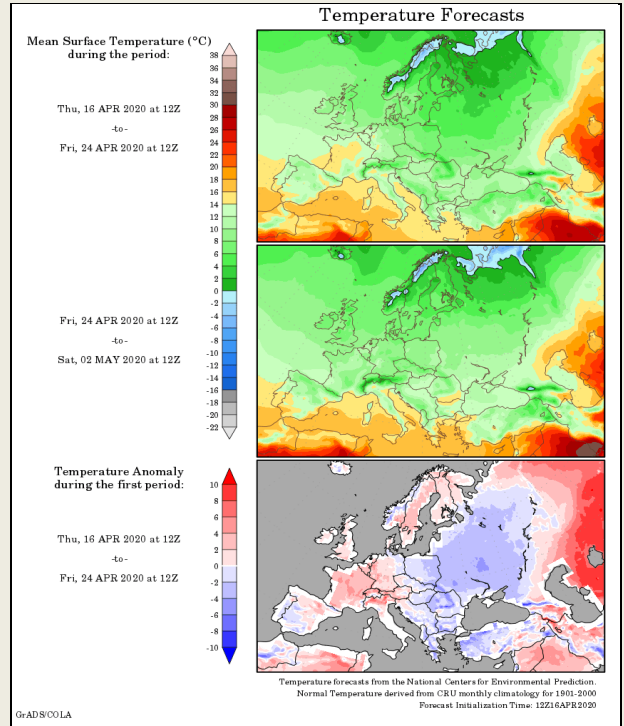 Temperature Forecasts
Mean Surface Temperature (°C)
during the period:
Thu, 16 APR 2020 at 12Z
-to-
Fri, 24 APR 2020 at 12Z
38
36
34
32
30
28
26
24
22
20
18
16
14
12
10
8
6
4
2
0
-2
-4
-6
-8
-10
-12
-14
-16
-18
-20
-22
Fri, 24 APR 2020 at 12Z
-to-
Sat, 02 MAY 2020 at 12Z
Temperature Anomaly
during the first period:
Thu, 16 APR 2020 at 12Z
-to-
Fri, 24 APR 2020 at 12Z
10
8
6
4
2
0
-2
-4
-6
-8
-10
Temperature forecasts from the National Centers for Environmental Prediction.
Normal Temperature derived from CRU monthly climatology for 1901-2000
Forecast Initialization Time: 12Z16APR2020
GrADS/COLA